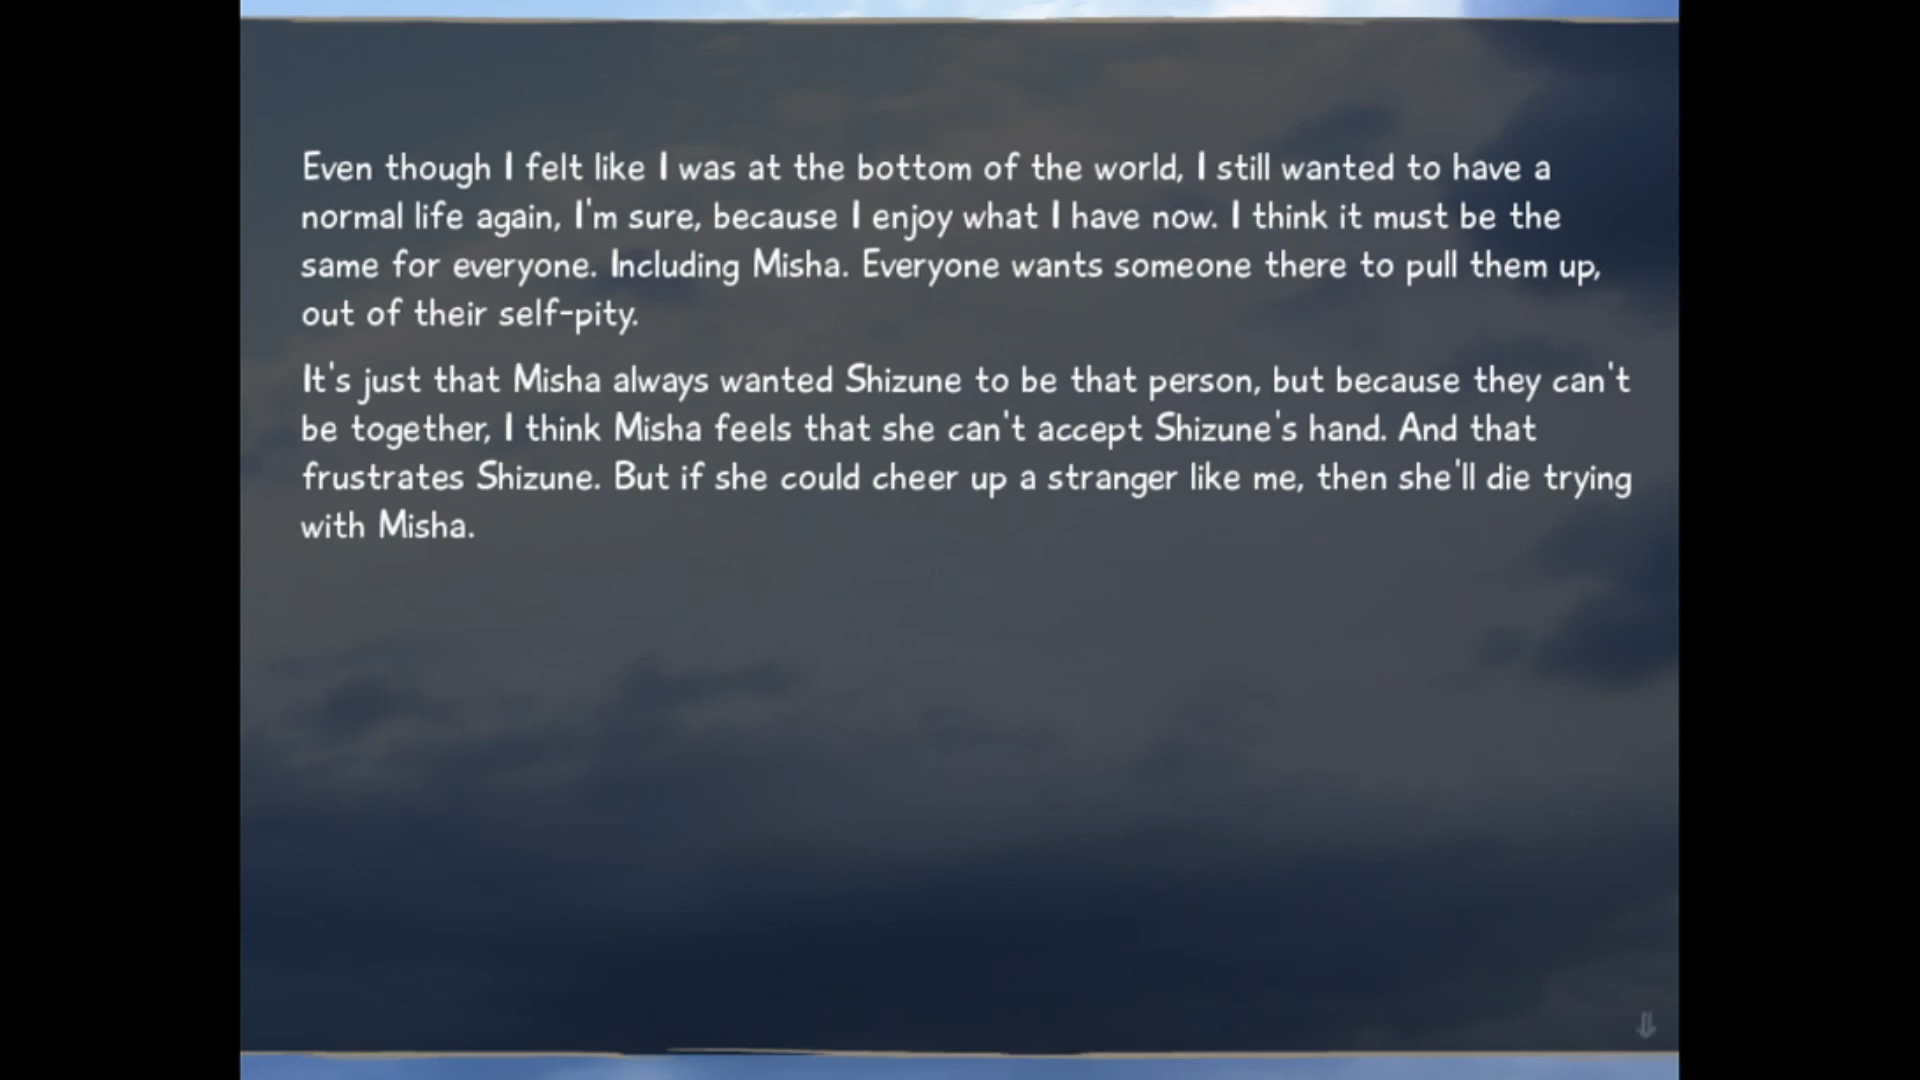 Even though I felt like I was at the bottom of the world, I still wanted to have a
normal life again, I'm sure, because I enjoy what I have now. I think it must be the
same for everyone. Including Misha. Everyone wants someone there to pull them up,
out of their self-pity.
It's just that Misha always wanted Shizune to be that person, but because they can't
be together, I think Misha feels that she can't accept Shizune's hand. And that
frustrates Shizune. But if she could cheer up a stranger like me, then she'll die trying
with Misha.